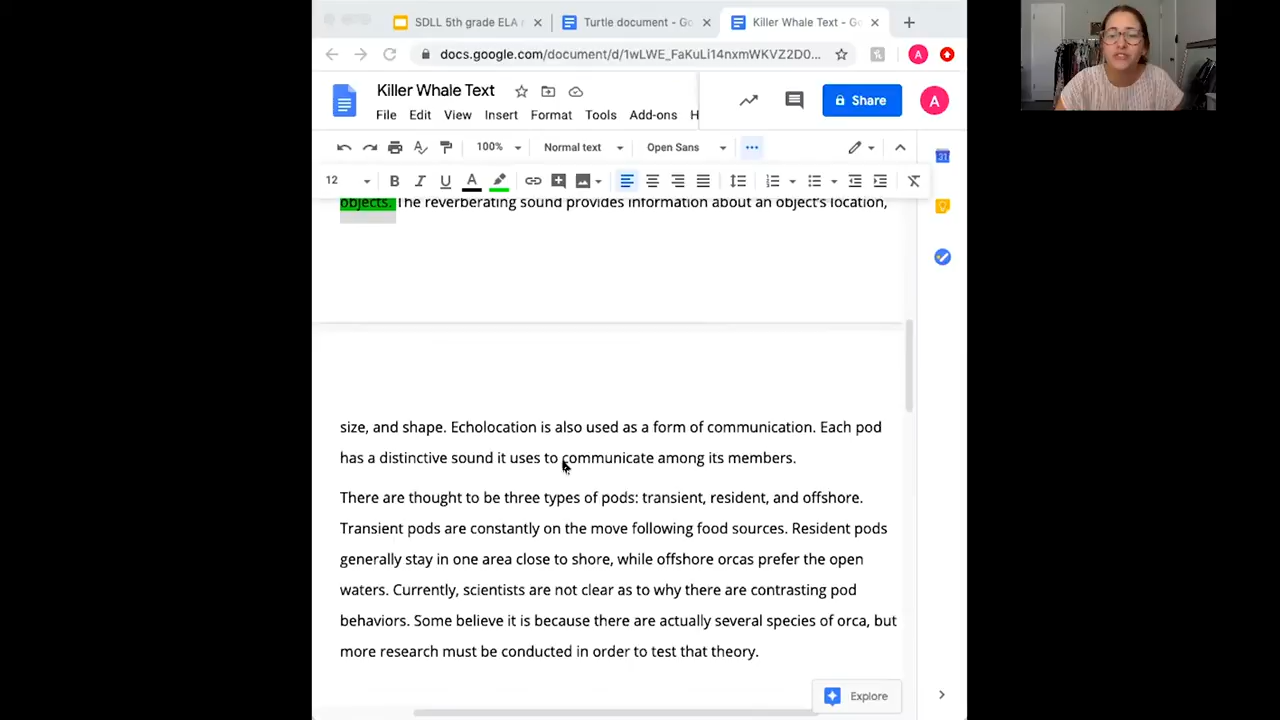 SDLL 5th grade ELA r
Turtle document - Go
Killer Whale Text - Go
docs.google.com/document/d/1wLWE_FaKuLi14nxmWKVZ2D0...
A
Killer Whale Text
Share
A
File Edit View Insert Format Tools Add-ons H
100% Normal text Open Sans
31
12 B I U A
objects. The reverberating sound provides information about an object's location,
size, and shape. Echolocation is also used as a form of communication. Each pod
has a distinctive sound it uses to communicate among its members.
There are thought to be three types of pods: transient, resident, and offshore.
Transient pods are constantly on the move following food sources. Resident pods
generally stay in one area close to shore, while offshore orcas prefer the open
waters. Currently, scientists are not clear as to why there are contrasting pod
behaviors. Some believe it is because there are actually several species of orca, but
more research must be conducted in order to test that theory.
Explore